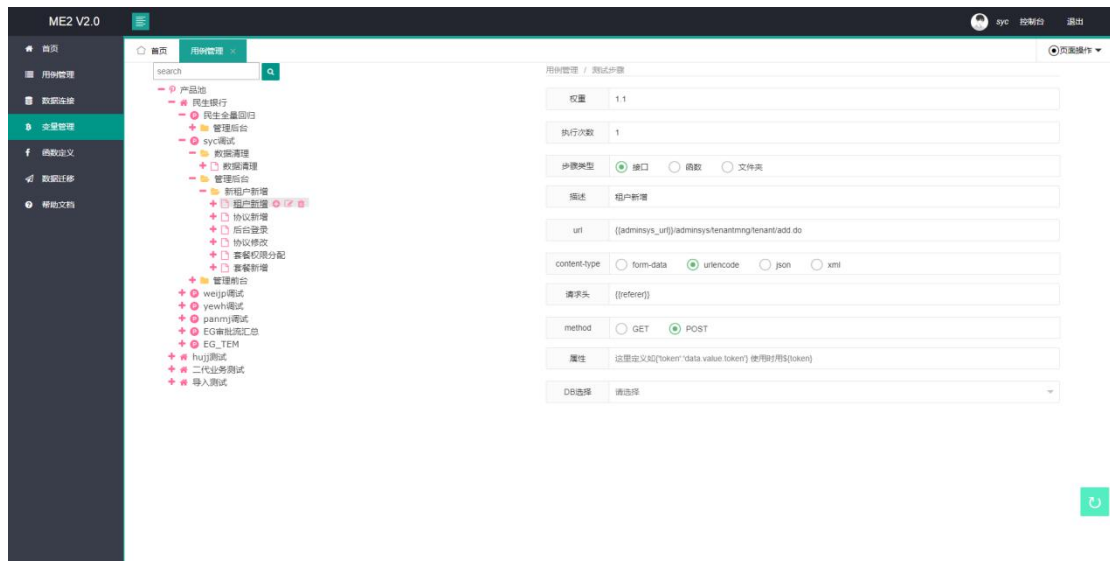 ME2 V2.0
syc 控制台 退出
首页
用例管理
数据连接
变量管理
函数定义
数据迁移
帮助文档
首页 用例管理 × 页面操作
search
产品池
民生银行
民生全量回归
管理后台
syc调试
数据清理
数据清理
管理后台
新租户新增
租户新增
协议新增
后台登录
协议修改
套餐权限分配
套餐新增
管理前台
weijp调试
yewh调试
panmj调试
EG审批流汇总
EG_TEM
hujj测试
二代业务测试
导入测试
用例管理 / 测试步骤
权重 1.1
执行次数 1
步骤类型 接口 函数 文件夹
描述 租户新增
url {{adminsys_url}}/adminsys/tenantmng/tenant/add.do
content-type form-data urlencode json xml
请求头 {{referer}}
method GET POST
属性 这里定义如{'token':'data.value.token'} 使用时用${token}
DB选择 请选择